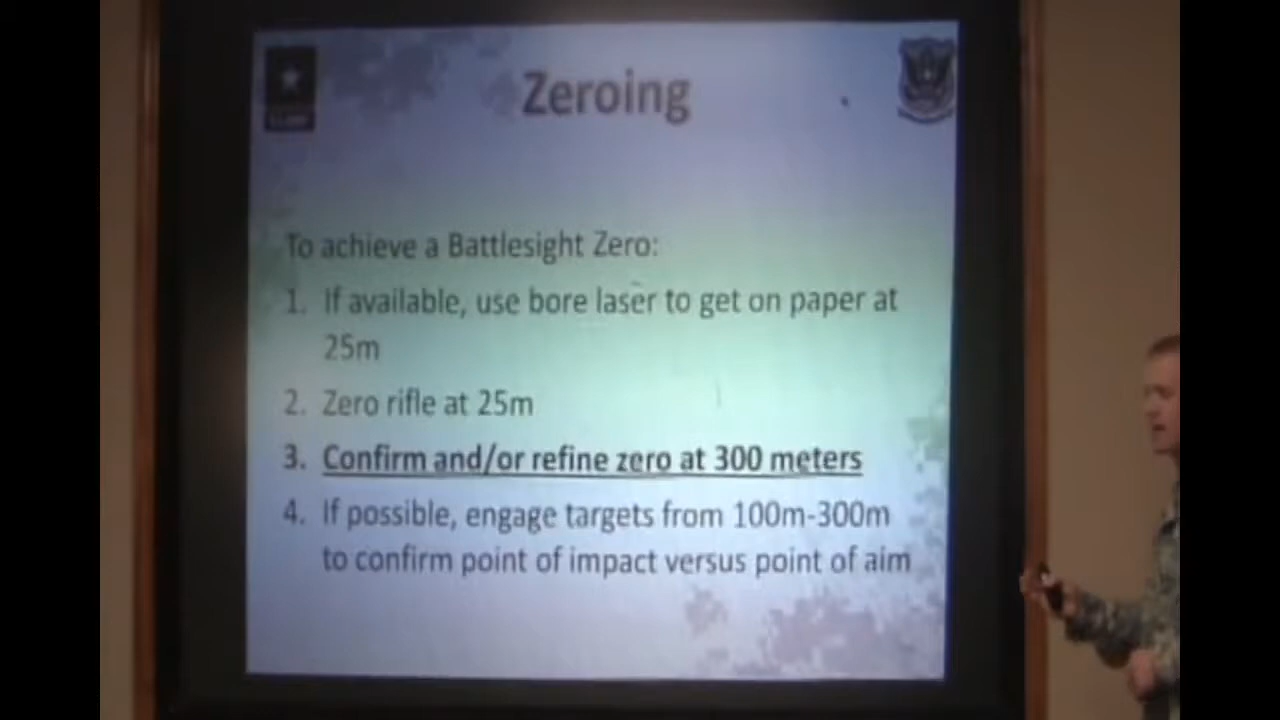 Zeroing
To achieve a Battlesight Zero:
1. If available, use bore laser to get on paper at
25m
2. Zero rifle at 25m
3. Confirm and/or refine zero at 300 meters
4. If possible, engage targets from 100m-300m
to confirm point of impact versus point of aim